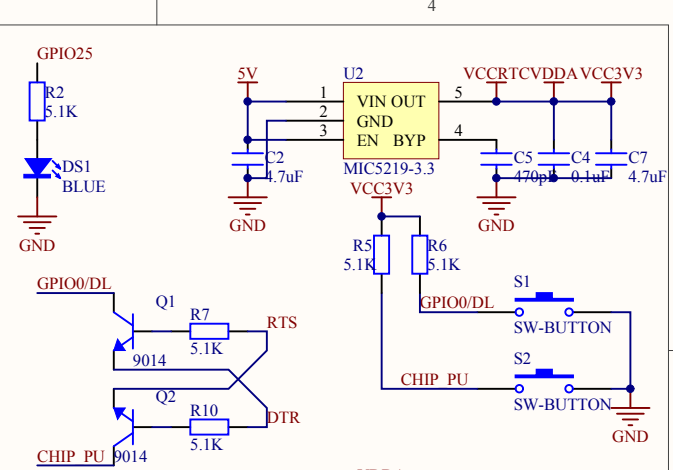 4
GPIO25
R2
5.1K
DS1
BLUE
GND
5V
U2
1
2
3
VIN OUT
GND
EN BYP
5
4
MIC5219-3.3
C2
4.7uF
GND
VCCRTC
VDDA
VCC3V3
C5
470pF
C4
0.1uF
C7
4.7uF
GND
VCC3V3
R5
5.1K
R6
5.1K
GPIO0/DL
S1
SW-BUTTON
CHIP_PU
S2
SW-BUTTON
GND
GPIO0/DL
Q1
9014
R7
5.1K
RTS
Q2
9014
R10
5.1K
DTR
CHIP_PU